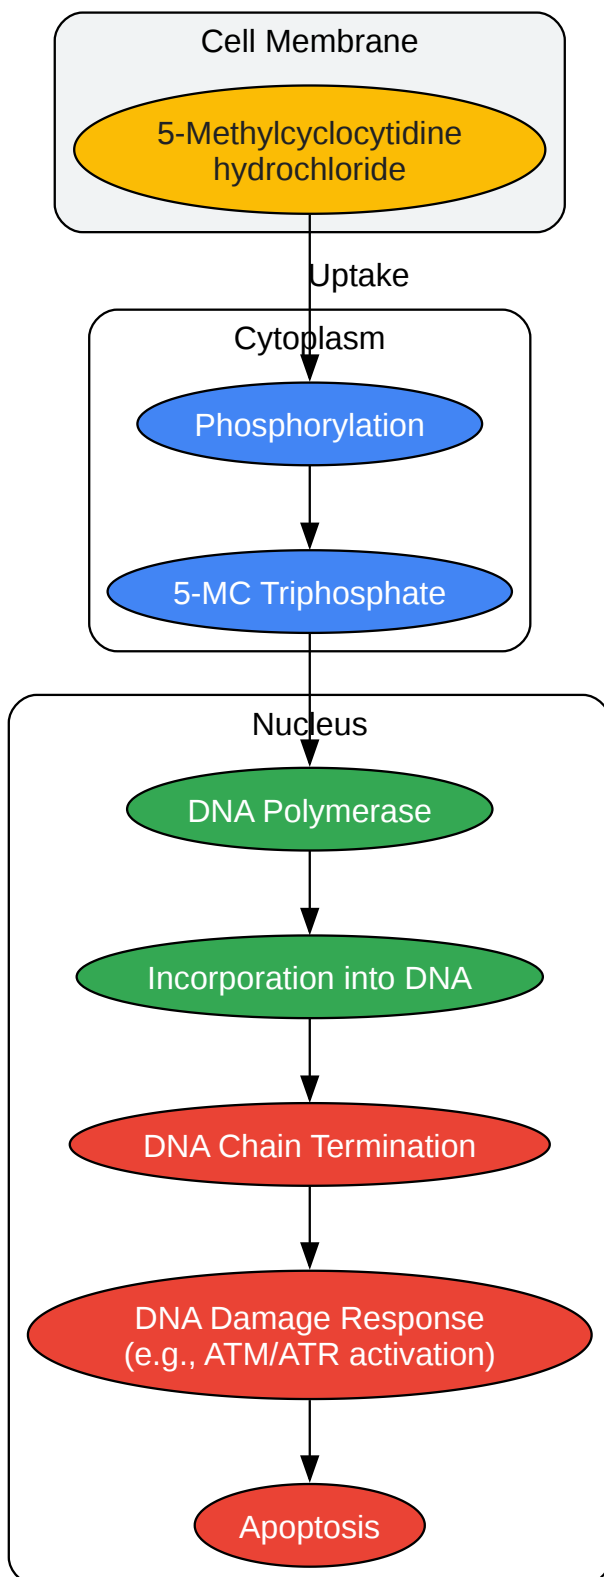 Cell Membrane
5-Methylcyclocytidine
hydrochloride
Uptake
Cytoplasm
Phosphorylation
5-MC Triphosphate
Nucleus
DNA Polymerase
Incorporation into DNA
DNA Chain Termination
DNA Damage Response
(e.g., ATM/ATR activation)
Apoptosis